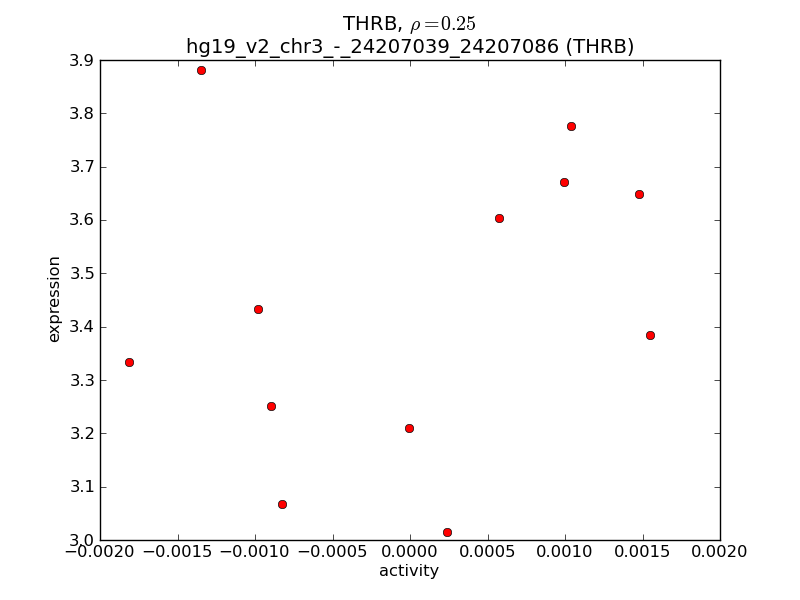 THRB, ρ=0.25
hg19_v2_chr3_-_24207039_24207086 (THRB)
3.9
3.8
3.7
3.6
3.5
3.4
3.3
3.2
3.1
3.0
expression
−0.0020 −0.0015 −0.0010 −0.0005 0.0000 0.0005 0.0010 0.0015 0.0020
activity